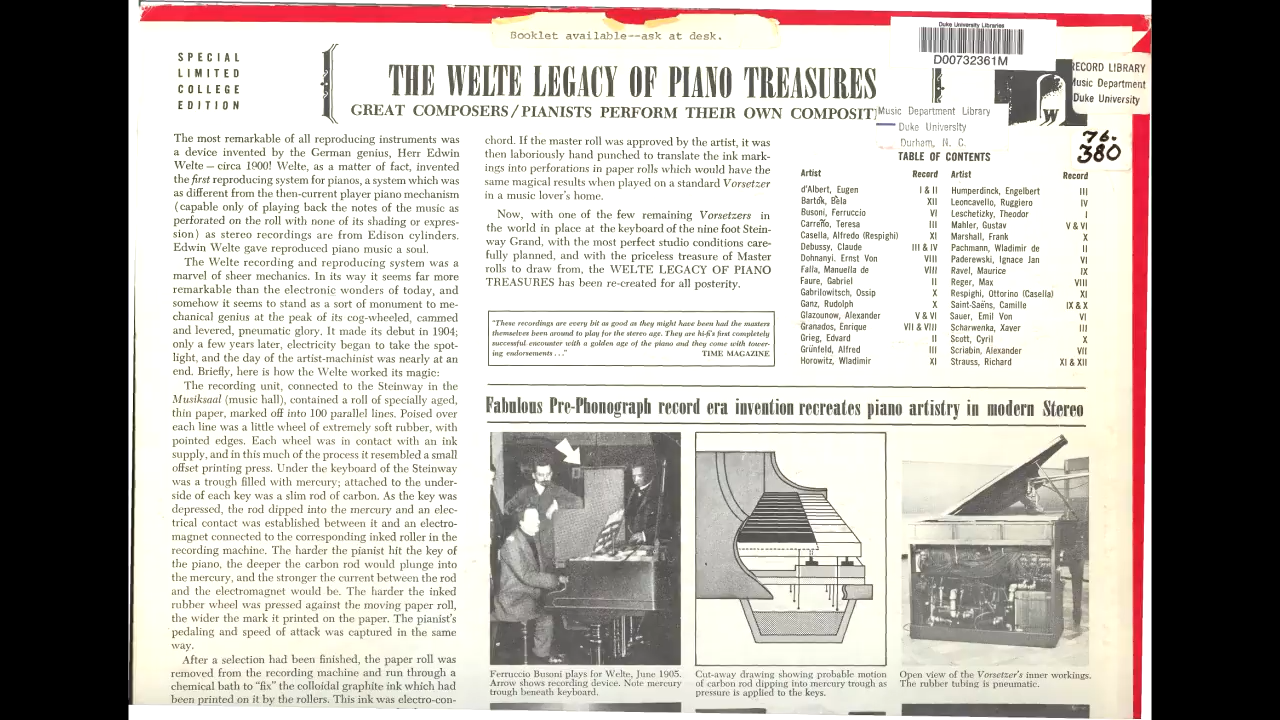 Booklet available--ask at desk.
Duke University Libraries
D00732361M
SPECIAL
LIMITED
COLLEGE
EDITION
THE WELTE LEGACY OF PIANO TREASURES
GREAT COMPOSERS/PIANISTS PERFORM THEIR OWN COMPOSIT
W
RECORD LIBRARY
Music Department
Duke University
Music Department Library
Duke University
Durham, N. C.
76.
380
The most remarkable of all reproducing instruments was
a device invented by the German genius, Herr Edwin
Welte – circa 1900! Welte, as a matter of fact, invented
the first reproducing system for pianos, a system which was
as different from the then-current player piano mechanism
(capable only of playing back the notes of the music as
perforated on the roll with none of its shading or expres-
sion) as stereo recordings are from Edison cylinders.
Edwin Welte gave reproduced piano music a soul.
The Welte recording and reproducing system was a
marvel of sheer mechanics. In its way it seems far more
remarkable than the electronic wonders of today, and
somehow it seems to stand as a sort of monument to me-
chanical genius at the peak of its cog-wheeled, cammed
and levered, pneumatic glory. It made its debut in 1904;
only a few years later, electricity began to take the spot-
light, and the day of the artist-machinist was nearly at an
end. Briefly, here is how the Welte worked its magic:
The recording unit, connected to the Steinway in the
Musiksaal (music hall), contained a roll of specially aged,
thin paper, marked off into 100 parallel lines. Poised over
each line was a little wheel of extremely soft rubber, with
pointed edges. Each wheel was in contact with an ink
supply, and in this much of the process it resembled a small
offset printing press. Under the keyboard of the Steinway
was a trough filled with mercury; attached to the under-
side of each key was a slim rod of carbon. As the key was
depressed, the rod dipped into the mercury and an elec-
trical contact was established between it and an electro-
magnet connected to the corresponding inked roller in the
recording machine. The harder the pianist hit the key of
the piano, the deeper the carbon rod would plunge into
the mercury, and the stronger the current between the rod
and the electromagnet would be. The harder the inked
rubber wheel was pressed against the moving paper roll,
the wider the mark it printed on the paper. The pianist's
pedaling and speed of attack was captured in the same
way.
After a selection had been finished, the paper roll was
removed from the recording machine and run through a
chemical bath to "fix" the colloidal graphite ink which had
been printed on it by the rollers. This ink was electro-con-
chord. If the master roll was approved by the artist, it was
then laboriously hand punched to translate the ink mark-
ings into perforations in paper rolls which would have the
same magical results when played on a standard Vorsetzer
in a music lover's home.
Now, with one of the few remaining Vorsetzers in
the world in place at the keyboard of the nine foot Stein-
way Grand, with the most perfect studio conditions care-
fully planned, and with the priceless treasure of Master
rolls to draw from, the WELTE LEGACY OF PIANO
TREASURES has been re-created for all posterity.
"These recordings are every bit as good as they might have been had the masters
themselves been around to play for the stereo age. They are hi-fi's first completely
successful encounter with a golden age of the piano and they come with tower-
ing endorsements . . ." TIME MAGAZINE
TABLE OF CONTENTS
Artist Record Artist Record
d'Albert, Eugen I & II Humperdinck, Engelbert III
Bartok, Bela XII Leoncavallo, Ruggiero IV
Busoni, Ferruccio VI Leschetizky, Theodor I
Carreño, Teresa III Mahler, Gustav V & VI
Casella, Alfredo (Respighi) XI Marshall, Frank X
Debussy, Claude III & IV Pachmann, Wladimir de II
Dohnanyi, Ernst Von VIII Paderewski, Ignace Jan VI
Falla, Manuella de VIII Ravel, Maurice IX
Faure, Gabriel II Reger, Max VIII
Gabrilowitsch, Ossip X Respighi, Ottorino (Casella) XI
Ganz, Rudolph X Saint-Saëns, Camille IX & X
Glazounow, Alexander V & VI Sauer, Emil Von VI
Granados, Enrique VII & VIII Scharwenka, Xaver III
Grieg, Edvard II Scott, Cyril X
Grünfeld, Alfred III Scriabin, Alexander VII
Horowitz, Wladimir XI Strauss, Richard XI & XII
Fabulous Pre-Phonograph record era invention recreates piano artistry in modern Stereo
Ferruccio Busoni plays for Welte, June 1905.
Arrow shows recording device. Note mercury
trough beneath keyboard.
Cut-away drawing showing probable motion
of carbon rod dipping into mercury trough as
pressure is applied to the keys.
Open view of the Vorsetzer's inner workings.
The rubber tubing is pneumatic.